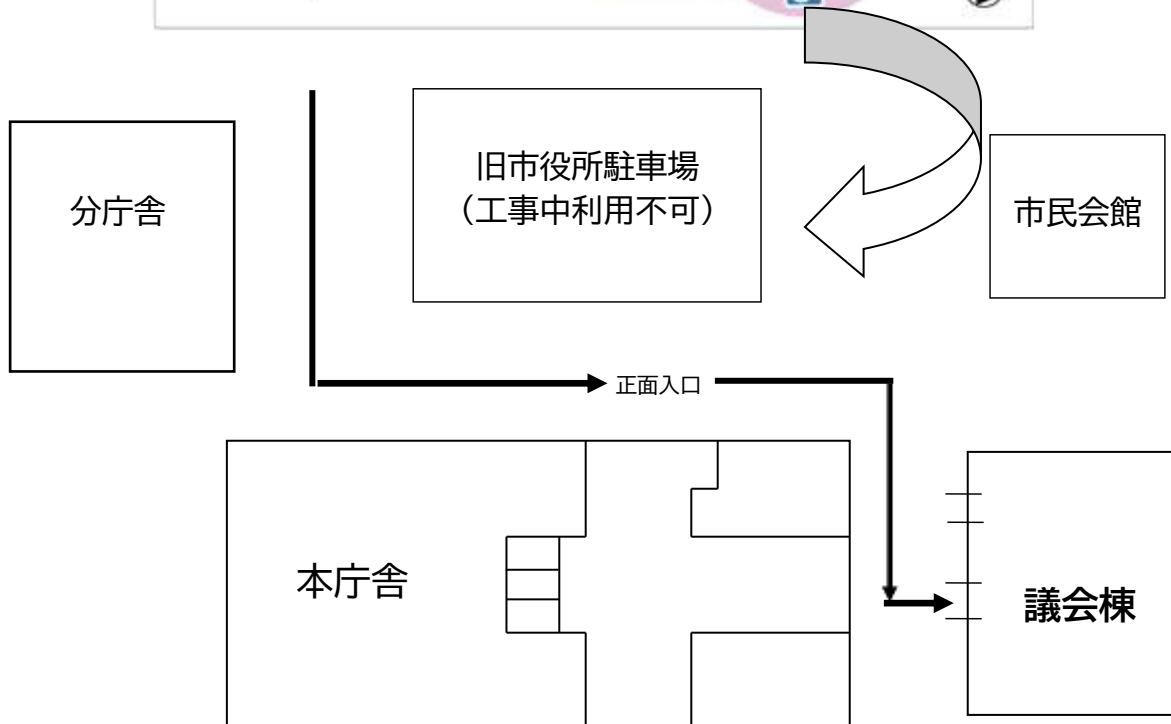 旧市役所駐車場
（工事中利用不可）
分庁舎
市民会館
正面入口
本庁舎
議会棟